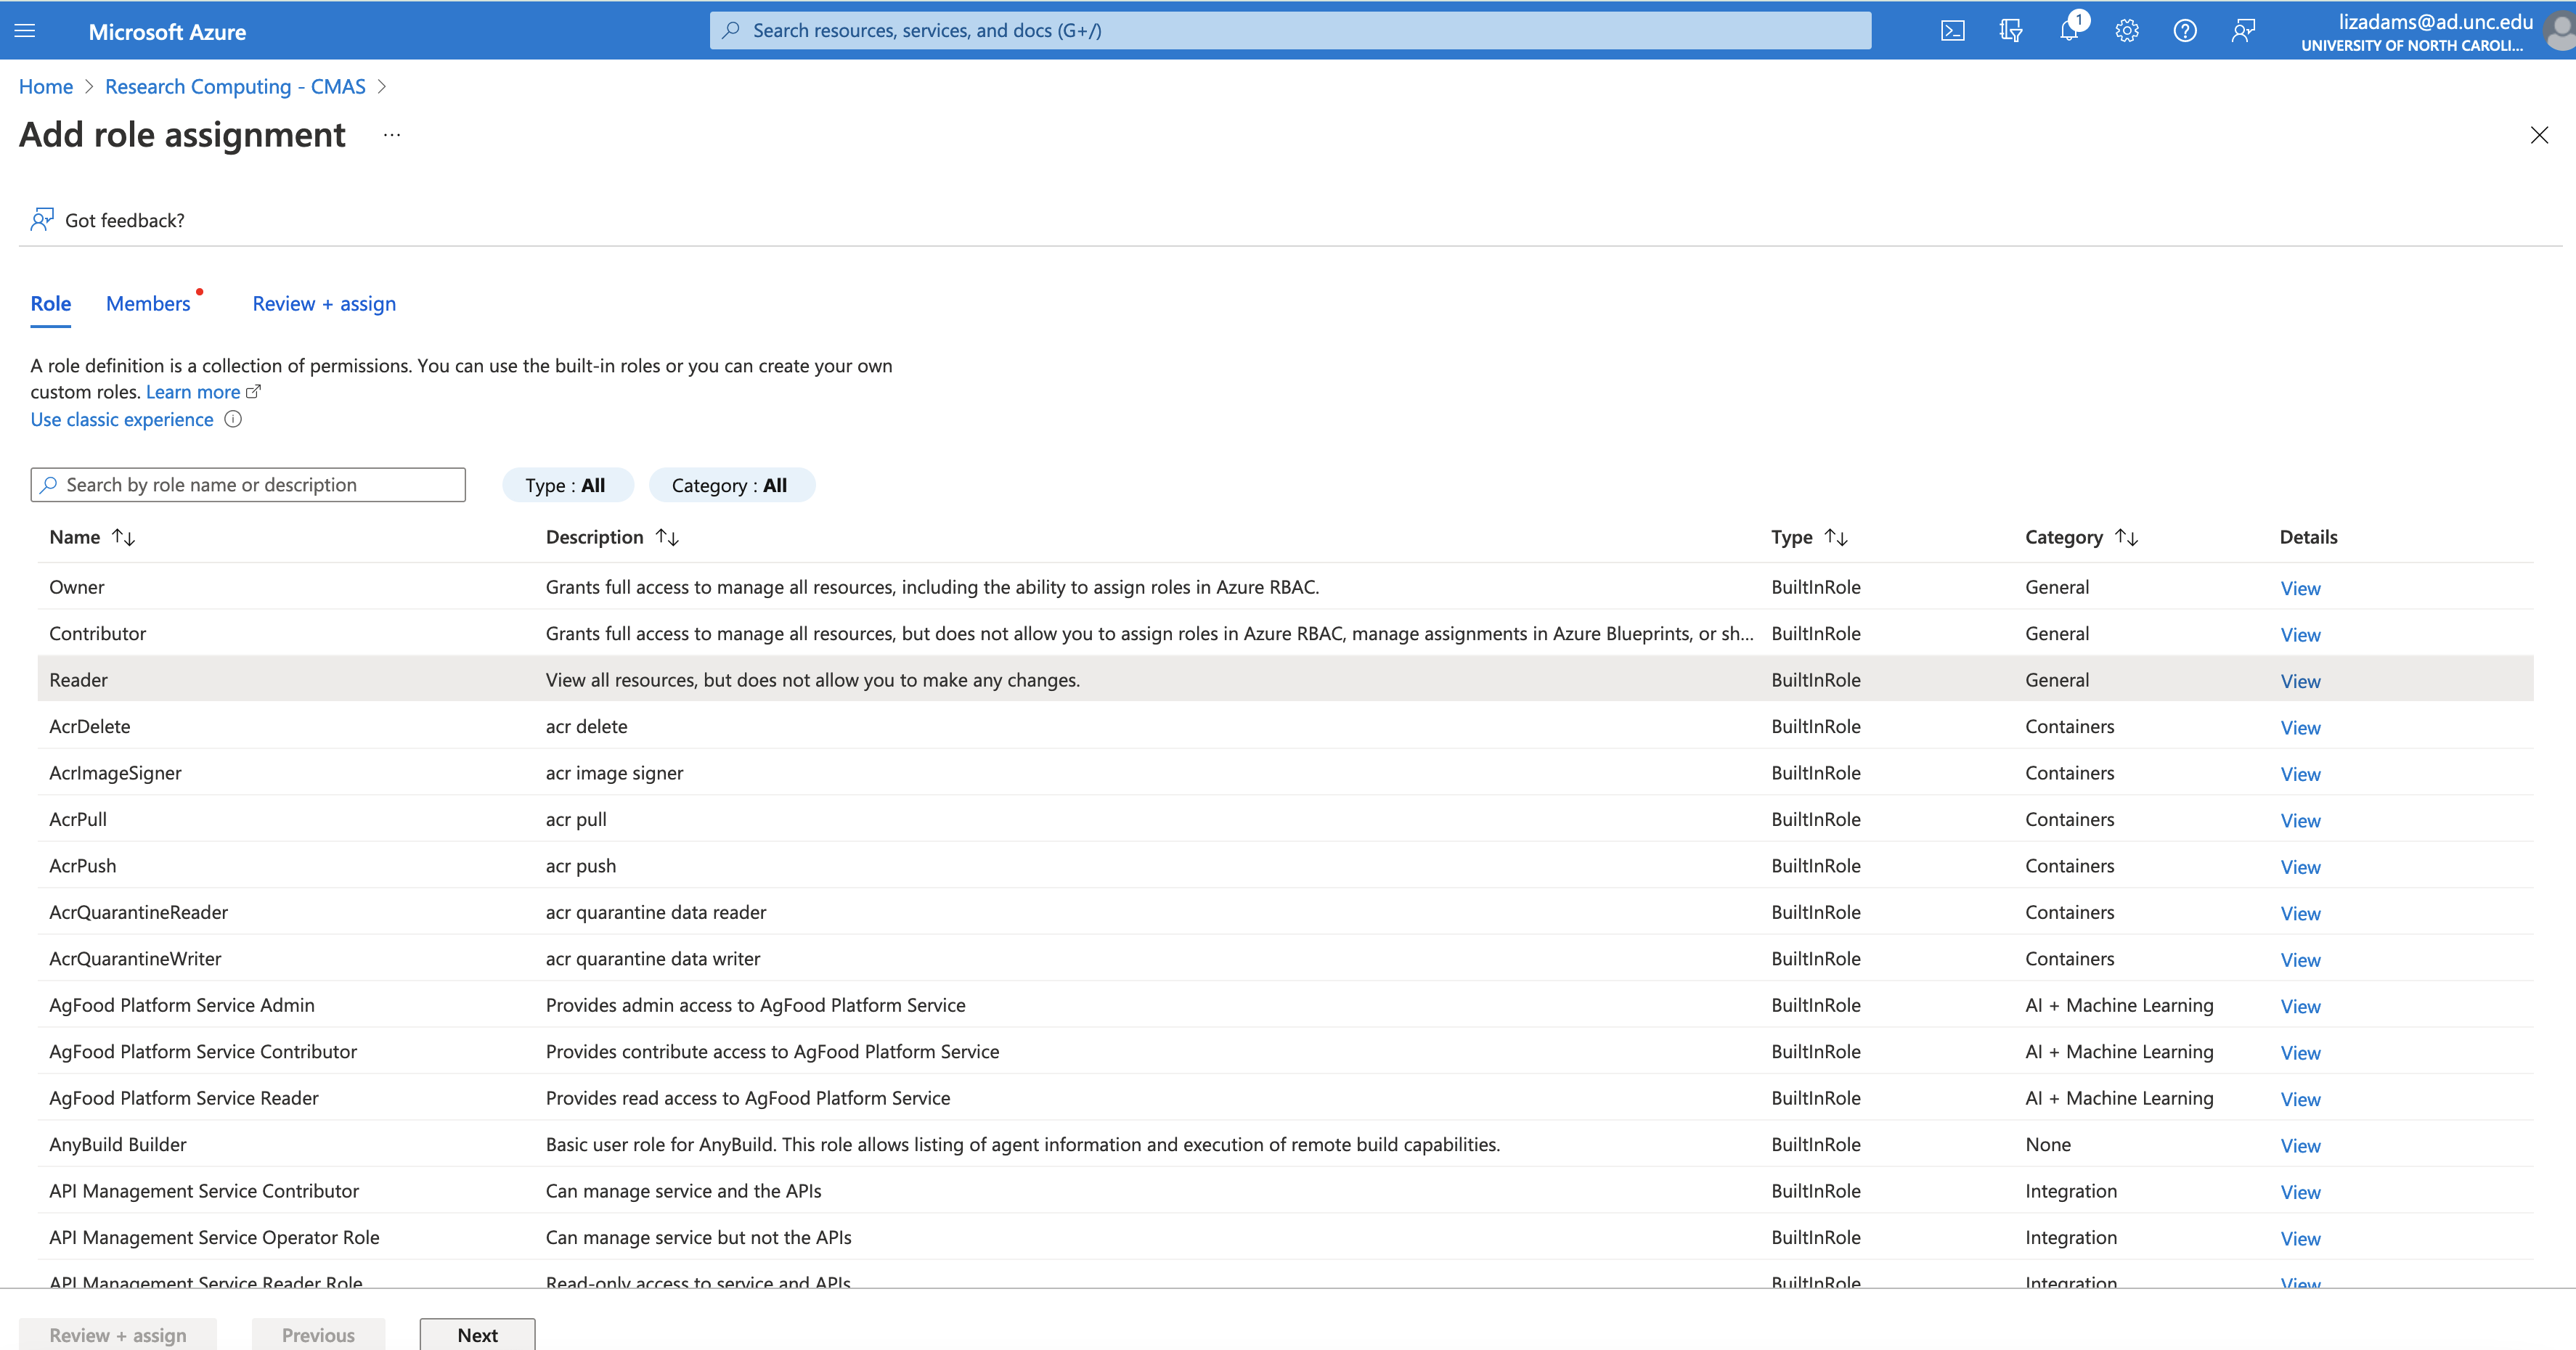 Microsoft Azure
Search resources, services, and docs (G+/)
1
lizadams@ad.unc.edu
UNIVERSITY OF NORTH CAROLI...
Home > Research Computing - CMAS >
Add role assignment ...
Got feedback?
Role Members Review + assign
A role definition is a collection of permissions. You can use the built-in roles or you can create your own
custom roles. Learn more
Use classic experience
Search by role name or description Type : All Category : All
Name Description Type Category Details
Owner Grants full access to manage all resources, including the ability to assign roles in Azure RBAC. BuiltInRole General View
Contributor Grants full access to manage all resources, but does not allow you to assign roles in Azure RBAC, manage assignments in Azure Blueprints, or sh... BuiltInRole General View
Reader View all resources, but does not allow you to make any changes. BuiltInRole General View
AcrDelete acr delete BuiltInRole Containers View
AcrImageSigner acr image signer BuiltInRole Containers View
AcrPull acr pull BuiltInRole Containers View
AcrPush acr push BuiltInRole Containers View
AcrQuarantineReader acr quarantine data reader BuiltInRole Containers View
AcrQuarantineWriter acr quarantine data writer BuiltInRole Containers View
AgFood Platform Service Admin Provides admin access to AgFood Platform Service BuiltInRole AI + Machine Learning View
AgFood Platform Service Contributor Provides contribute access to AgFood Platform Service BuiltInRole AI + Machine Learning View
AgFood Platform Service Reader Provides read access to AgFood Platform Service BuiltInRole AI + Machine Learning View
AnyBuild Builder Basic user role for AnyBuild. This role allows listing of agent information and execution of remote build capabilities. BuiltInRole None View
API Management Service Contributor Can manage service and the APIs BuiltInRole Integration View
API Management Service Operator Role Can manage service but not the APIs BuiltInRole Integration View
API Management Service Reader Role Read-only access to service and APIs BuiltInRole Integration View
Review + assign Previous Next